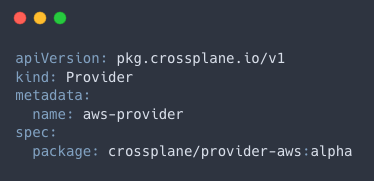 apiVersion: pkg.crossplane.io/v1
kind: Provider
metadata:
  name: aws-provider
spec:
  package: crossplane/provider-aws:alpha